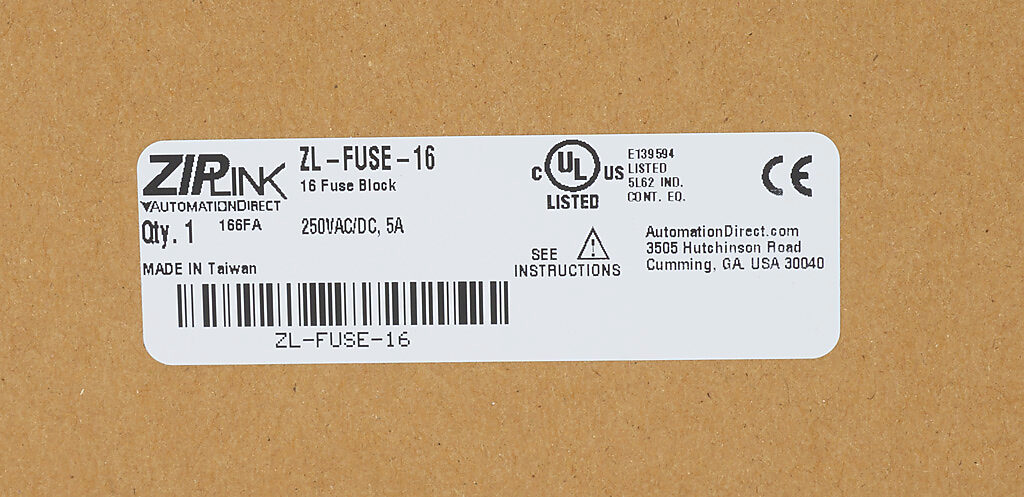 ZIPLINK
AUTOMATIONDIRECT
ZL-FUSE-16
16 Fuse Block
Qty. 1
166FA
250VAC/DC, 5A
MADE IN Taiwan
ZL-FUSE-16
C UL US
LISTED
E139594
LISTED
5L62 IND.
CONT. EQ.
CE
SEE
INSTRUCTIONS
!
AutomationDirect.com
3505 Hutchinson Road
Cumming, GA. USA 30040